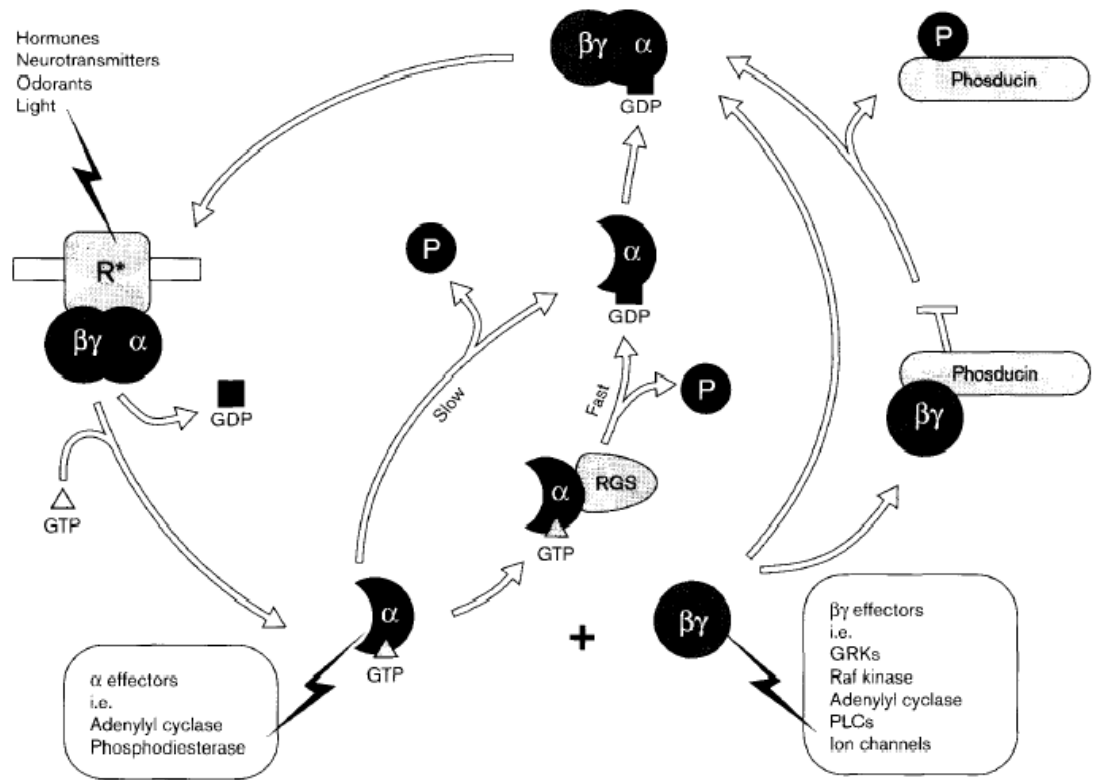 Hormones
Neurotransmitters
Odorants
Light
βγ α
GDP
P
Phosducin
R*
βγ α
GDP
GTP
P
Slow
α
GDP
Fast
P
Phosducin
βγ
α RGS
GTP
α
GTP
+
βγ
α effectors
i.e.
Adenylyl cyclase
Phosphodiesterase
βγ effectors
i.e.
GRKs
Raf kinase
Adenylyl cyclase
PLCs
Ion channels